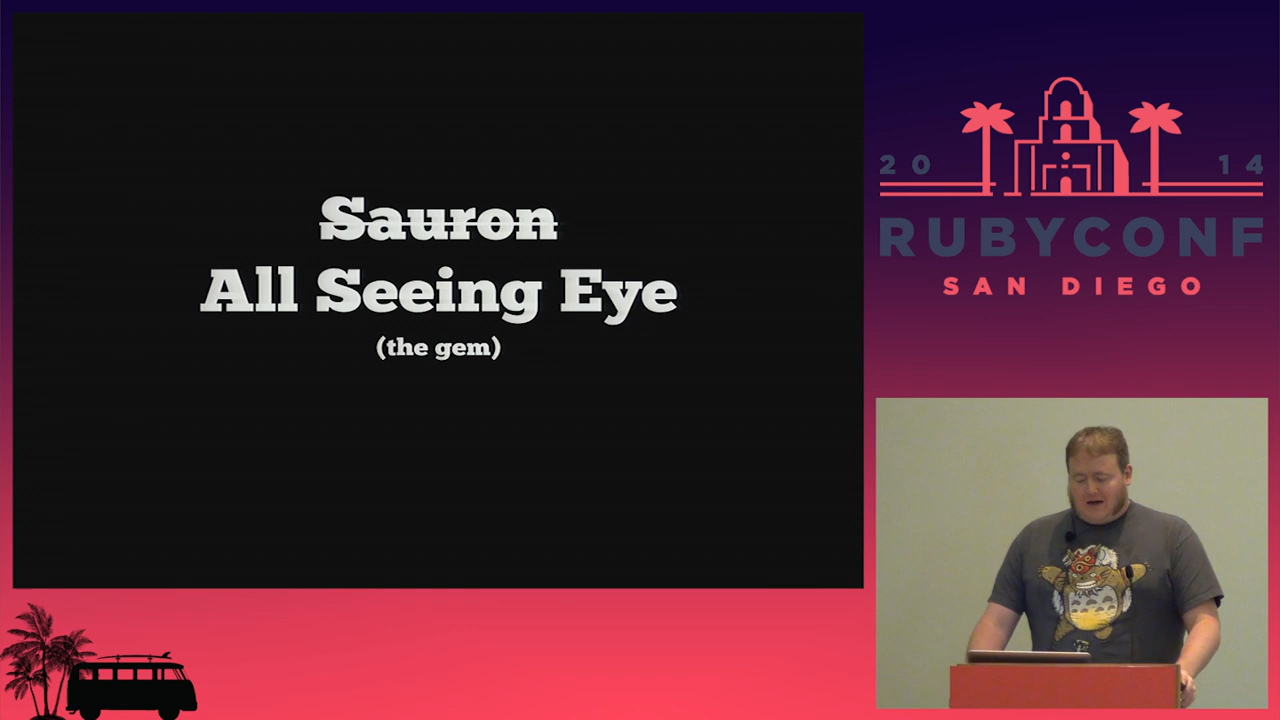 Sauron
All Seeing Eye
(the gem)
20 14
RUBYCONF
SAN DIEGO